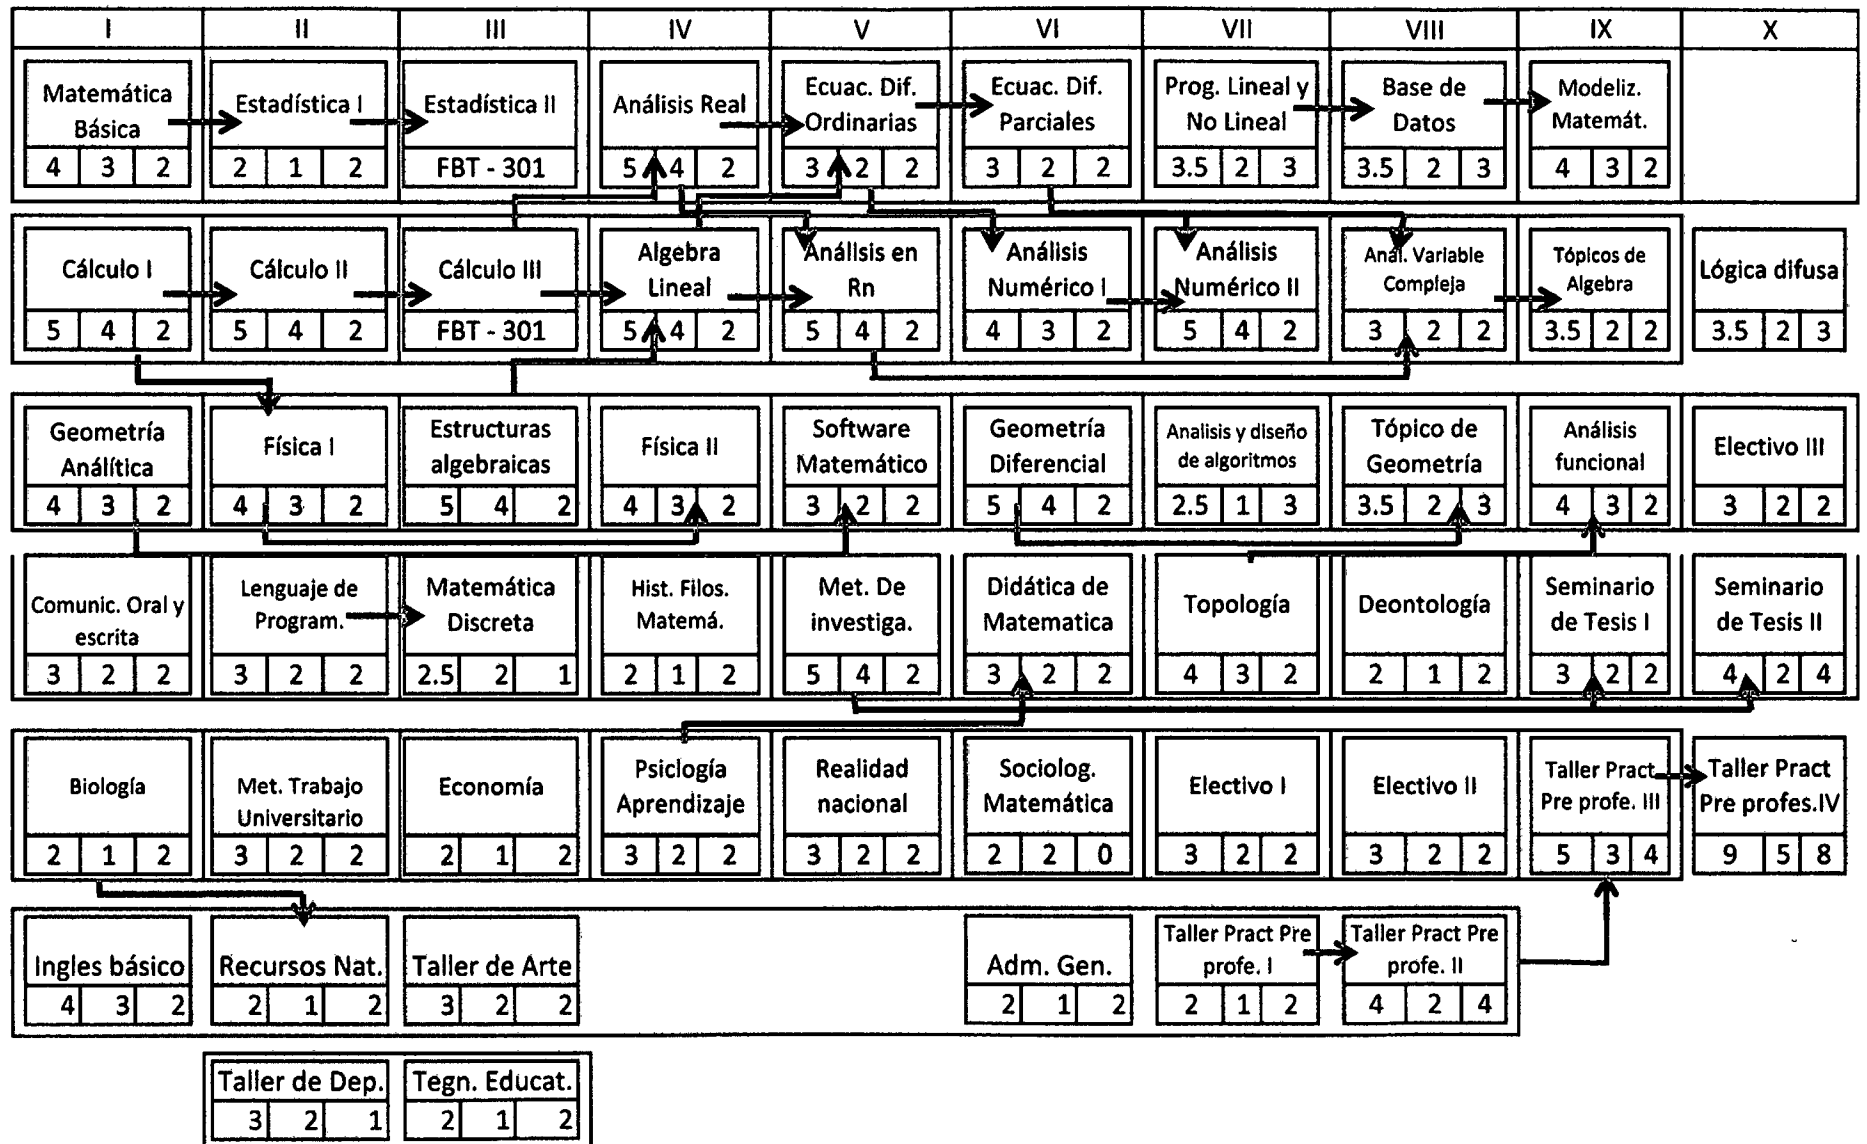 I II III IV V VI VII VIII IX X
Matemática Estadística I Estadística II Análisis Real Ecuac. Dif. Ecuac. Dif. Prog. Lineal y Base de Modeliz.
Básica Ordinarias Parciales No Lineal Datos Matemát.
4 3 2 2 1 2 FBT - 301 5 4 2 3 2 2 3 2 2 3.5 2 3 3.5 2 3 4 3 2
Cálculo I Cálculo II Cálculo III Algebra Análisis en Análisis Análisis Anal. Variable Tópicos de Lógica difusa
Lineal Rn Numérico I Numérico II Compleja Algebra
5 4 2 5 4 2 FBT - 301 5 4 2 5 4 2 4 3 2 5 4 2 3 2 2 3.5 2 2 3.5 2 3
Geometría Física I Estructuras Física II Software Geometría Analisis y diseño Tópico de Análisis Electivo III
Análítica algebraicas Matemático Diferencial de algoritmos Geometría funcional
4 3 2 4 3 2 5 4 2 4 3 2 3 2 2 5 4 2 2.5 1 3 3.5 2 3 4 3 2 3 2 2
Comunic. Oral y Lenguaje de Matemática Hist. Filos. Met. De Didática de Topología Deontología Seminario Seminario
escrita Program. Discreta Matemá. investiga. Matematica de Tesis I de Tesis II
3 2 2 3 2 2 2.5 2 1 2 1 2 5 4 2 3 2 2 4 3 2 2 1 2 3 2 2 4 2 4
Biología Met. Trabajo Economía Psiclogía Realidad Sociolog. Electivo I Electivo II Taller Pract Taller Pract
Universitario Aprendizaje nacional Matemática Pre profe. III Pre profes.IV
2 1 2 3 2 2 2 1 2 3 2 2 3 2 2 2 2 0 3 2 2 3 2 2 5 3 4 9 5 8
Ingles básico Recursos Nat. Taller de Arte Adm. Gen. Taller Pract Pre Taller Pract Pre
profe. I profe. II
4 3 2 2 1 2 3 2 2 2 1 2 2 1 2 4 2 4
Taller de Dep. Tegn. Educat.
3 2 1 2 1 2